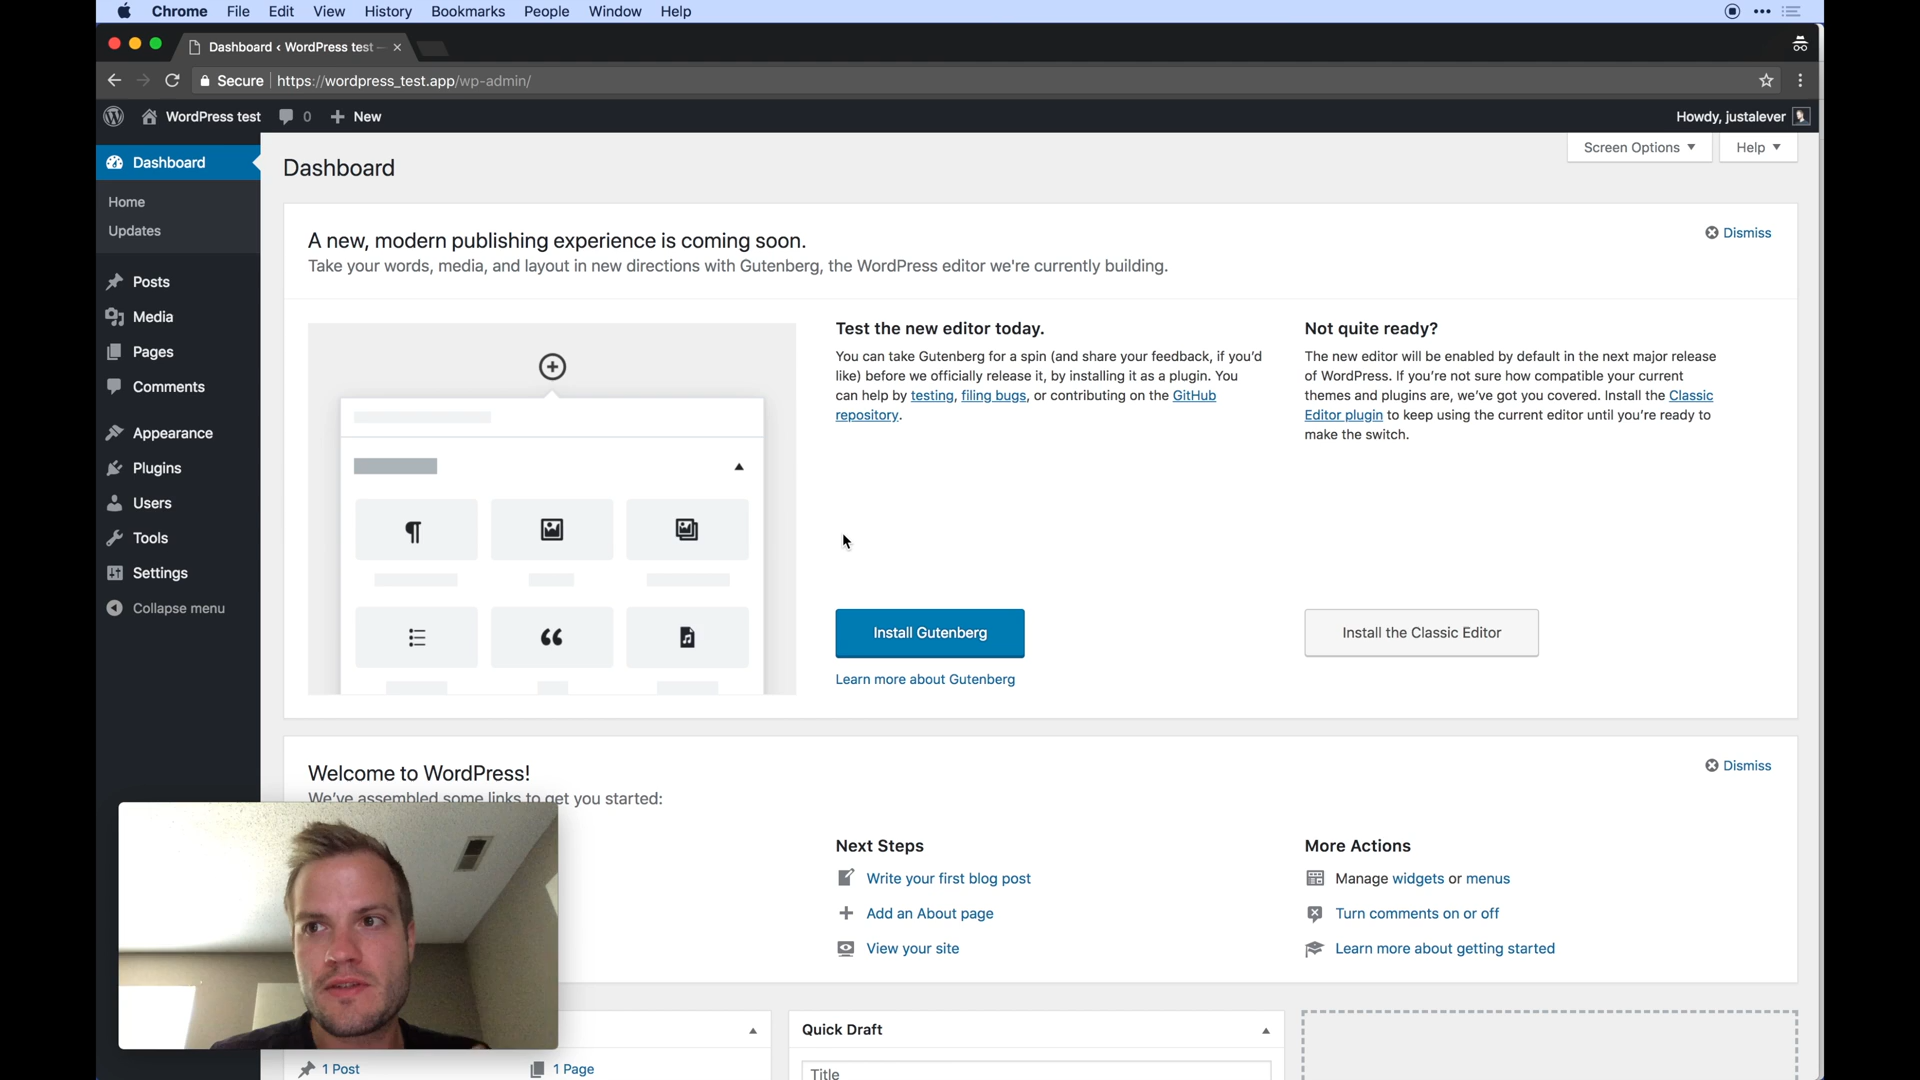 Chrome File Edit View History Bookmarks People Window Help
Dashboard ‹ WordPress test –
Secure https://wordpress_test.app/wp-admin/
WordPress test 0 New
Howdy, justalever
Dashboard
Home
Updates
Posts
Media
Pages
Comments
Appearance
Plugins
Users
Tools
Settings
Collapse menu
Screen Options Help
Dashboard
A new, modern publishing experience is coming soon.
Dismiss
Take your words, media, and layout in new directions with Gutenberg, the WordPress editor we're currently building.
Test the new editor today.
You can take Gutenberg for a spin (and share your feedback, if you'd
like) before we officially release it, by installing it as a plugin. You
can help by testing, filing bugs, or contributing on the GitHub
repository.
Install Gutenberg
Learn more about Gutenberg
Not quite ready?
The new editor will be enabled by default in the next major release
of WordPress. If you're not sure how compatible your current
themes and plugins are, we've got you covered. Install the Classic
Editor plugin to keep using the current editor until you're ready to
make the switch.
Install the Classic Editor
Welcome to WordPress!
Dismiss
We've assembled some links to get you started:
Next Steps
Write your first blog post
Add an About page
View your site
More Actions
Manage widgets or menus
Turn comments on or off
Learn more about getting started
1 Post 1 Page
Quick Draft
Title